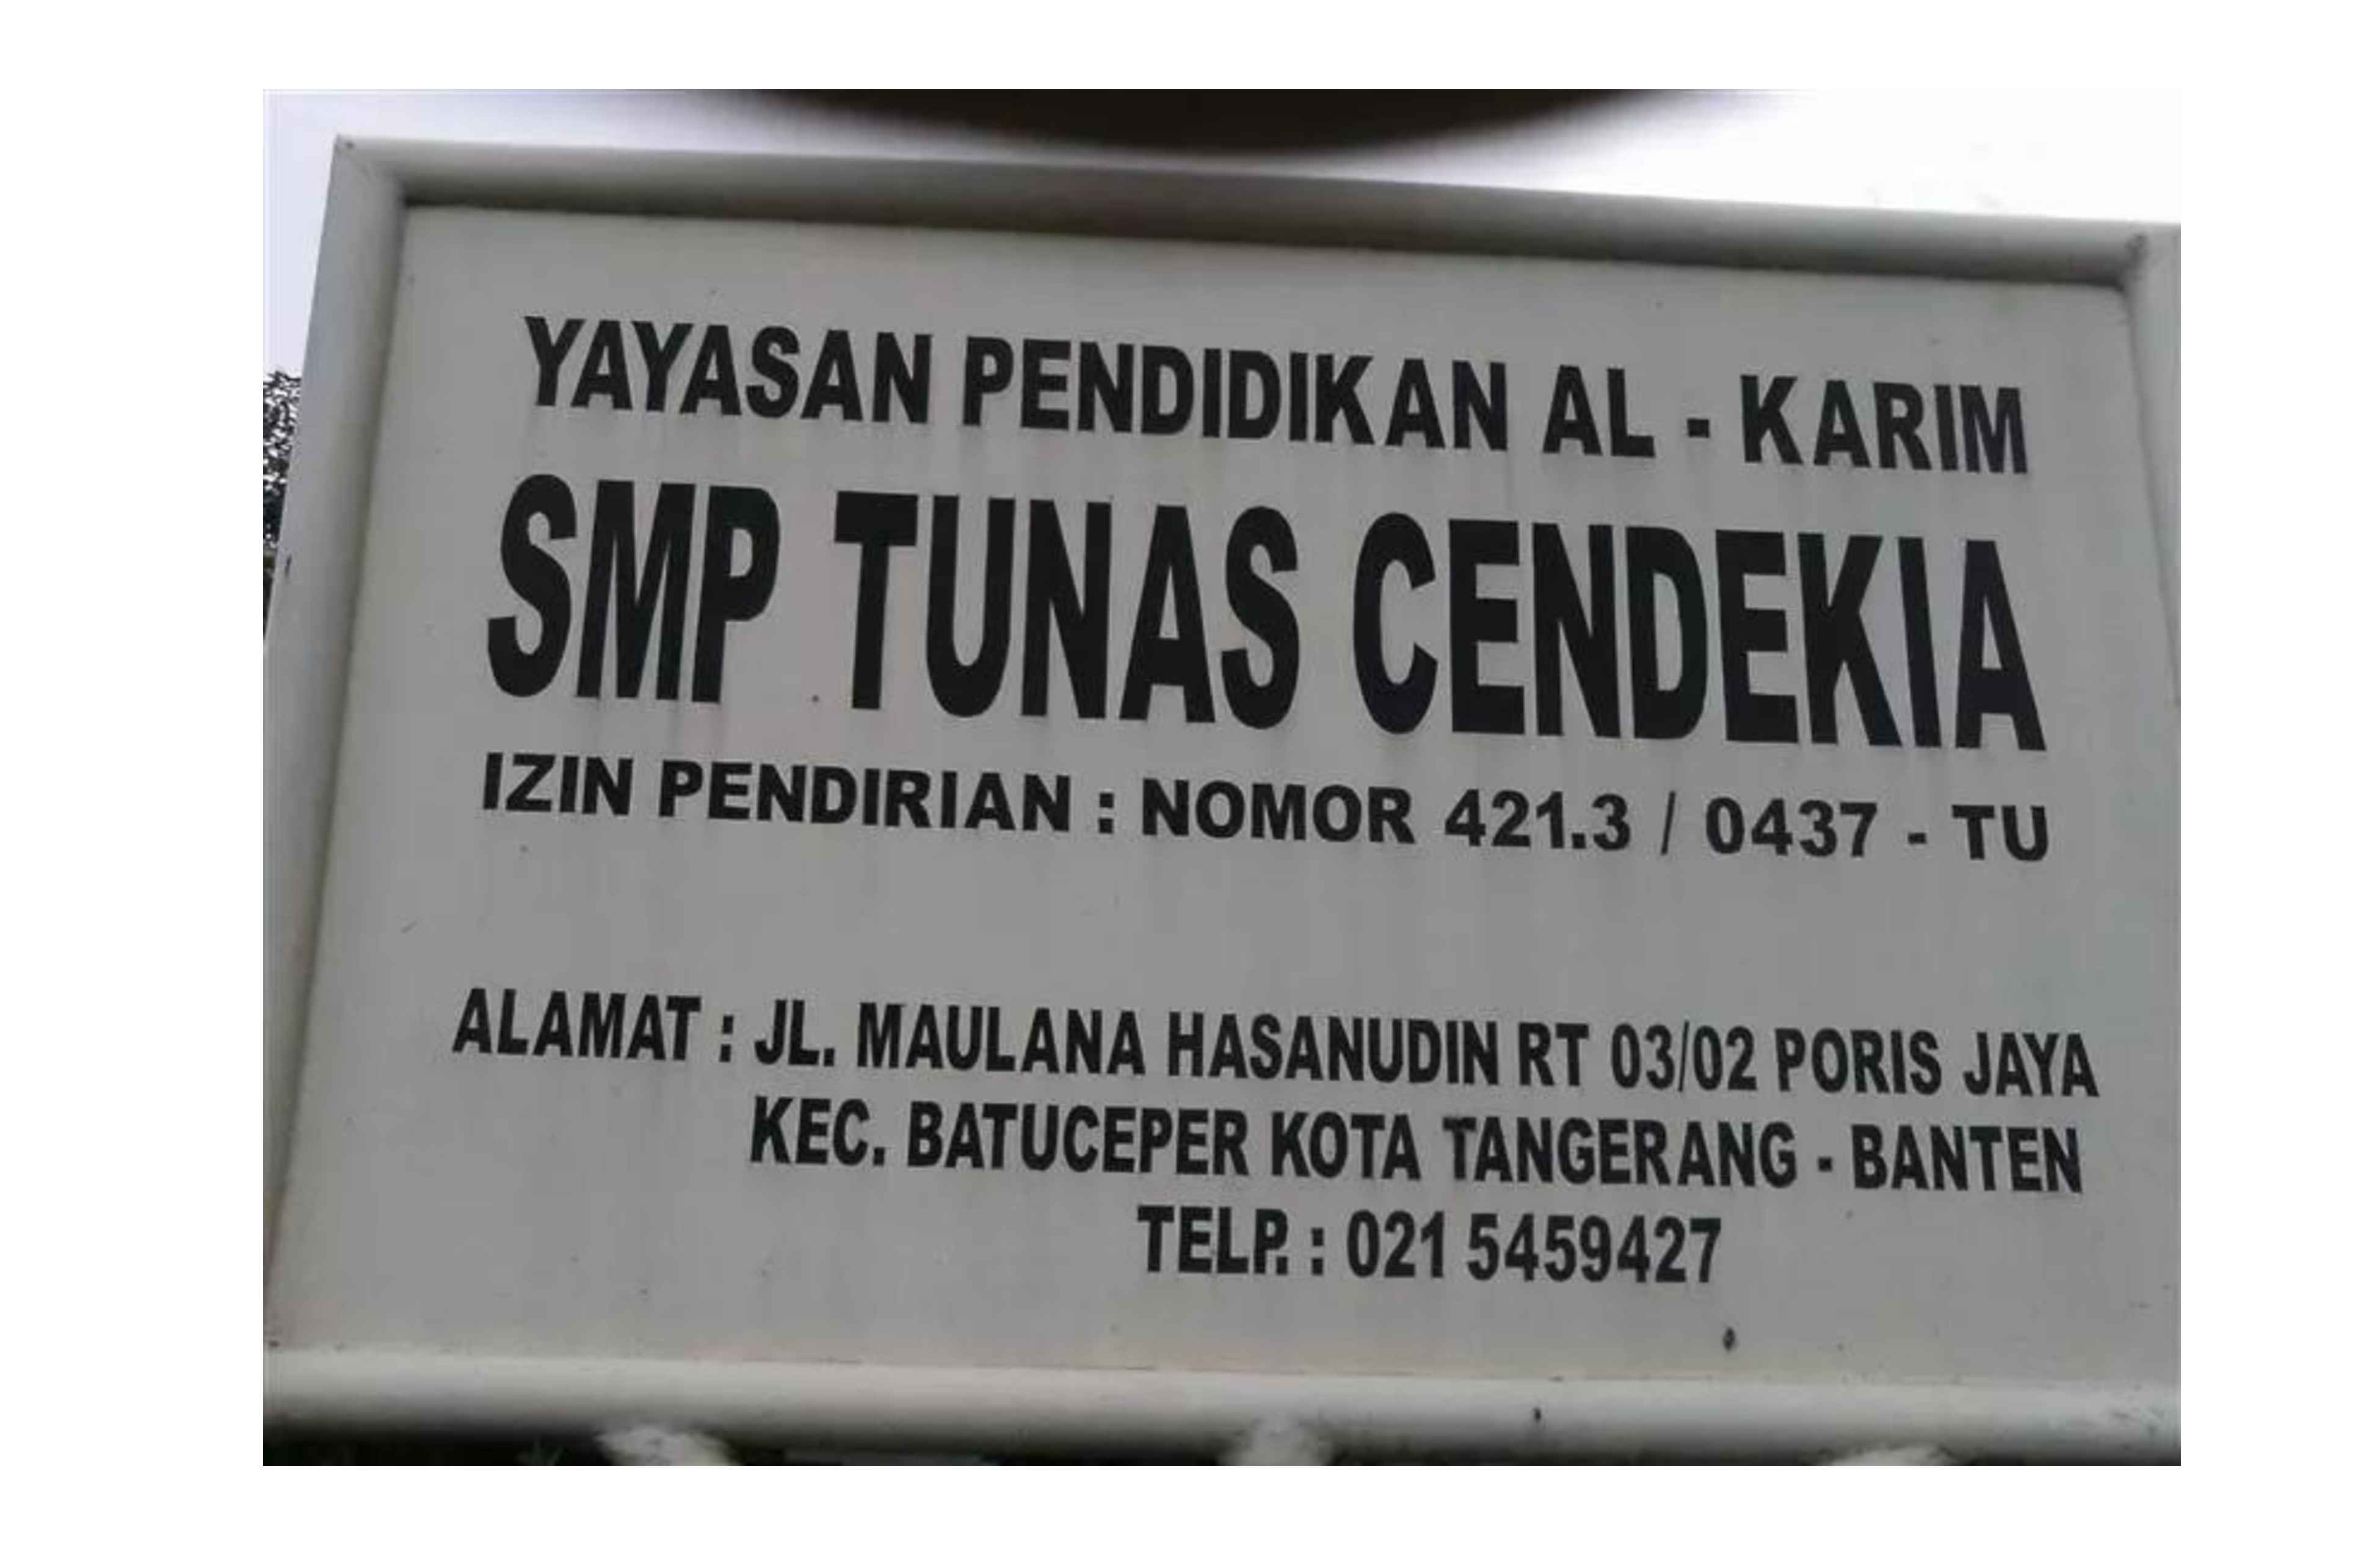 YAYASAN PENDIDIKAN AL - KARIM
SMP TUNAS CENDEKIA
IZIN PENDIRIAN : NOMOR 421.3 / 0437 - TU
ALAMAT : JL. MAULANA HASANUDIN RT 03/02 PORIS JAYA
KEC. BATUCEPER KOTA TANGERANG - BANTEN
TELP. : 021 5459427